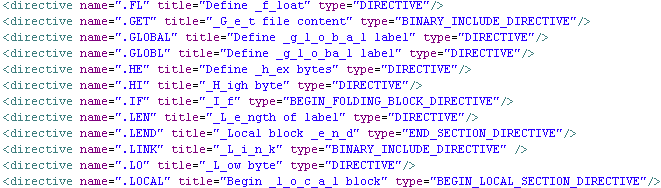 <directive name=".FL" title="Define _f_loat" type="DIRECTIVE"/>
<directive name=".GET" title="_G_e_t file content" type="BINARY_INCLUDE_DIRECTIVE"/>
<directive name=".GLOBAL" title="Define _g_l_o_b_a_l label" type="DIRECTIVE"/>
<directive name=".GLOBL" title="Define _g_l_o_ba_l label" type="DIRECTIVE"/>
<directive name=".HE" title="Define _h_ex bytes" type="DIRECTIVE"/>
<directive name=".HI" title="_H_igh byte" type="DIRECTIVE"/>
<directive name=".IF" title="_I_f" type="BEGIN_FOLDING_BLOCK_DIRECTIVE"/>
<directive name=".LEN" title="_L_e_ngth of label" type="DIRECTIVE"/>
<directive name=".LEND" title="_Local block _e_n_d" type="END_SECTION_DIRECTIVE"/>
<directive name=".LINK" title="_L_i_n_k" type="BINARY_INCLUDE_DIRECTIVE" />
<directive name=".LO" title="_L_ow byte" type="DIRECTIVE"/>
<directive name=".LOCAL" title="Begin _l_o_c_a_l block" type="BEGIN_LOCAL_SECTION_DIRECTIVE"/>